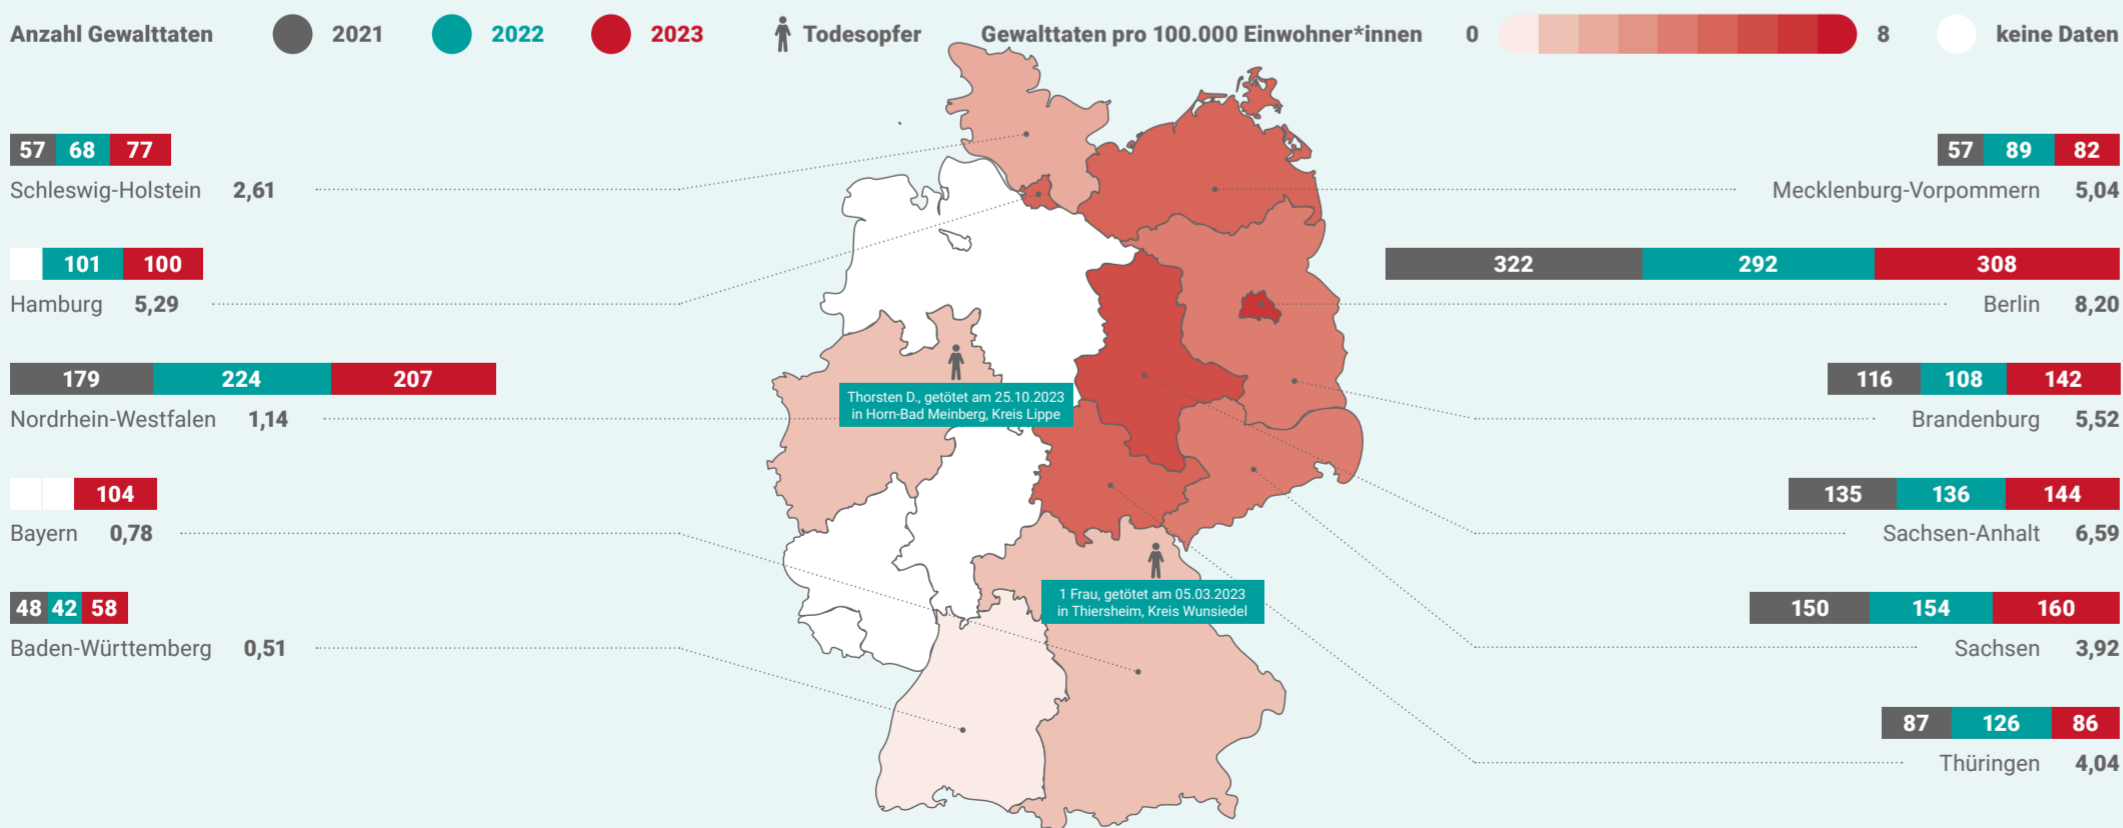 Anzahl Gewalttaten 2021 2022 2023 Todesopfer Gewalttaten pro 100.000 Einwohner*innen 0 8 keine Daten
57 68 77
Schleswig-Holstein 2,61
101 100
Hamburg 5,29
179 224 207
Nordrhein-Westfalen 1,14
104
Bayern 0,78
48 42 58
Baden-Württemberg 0,51
Thorsten D., getötet am 25.10.2023
in Horn-Bad Meinberg, Kreis Lippe
1 Frau, getötet am 05.03.2023
in Thiersheim, Kreis Wunsiedel
57 89 82
Mecklenburg-Vorpommern 5,04
322 292 308
Berlin 8,20
116 108 142
Brandenburg 5,52
135 136 144
Sachsen-Anhalt 6,59
150 154 160
Sachsen 3,92
87 126 86
Thüringen 4,04